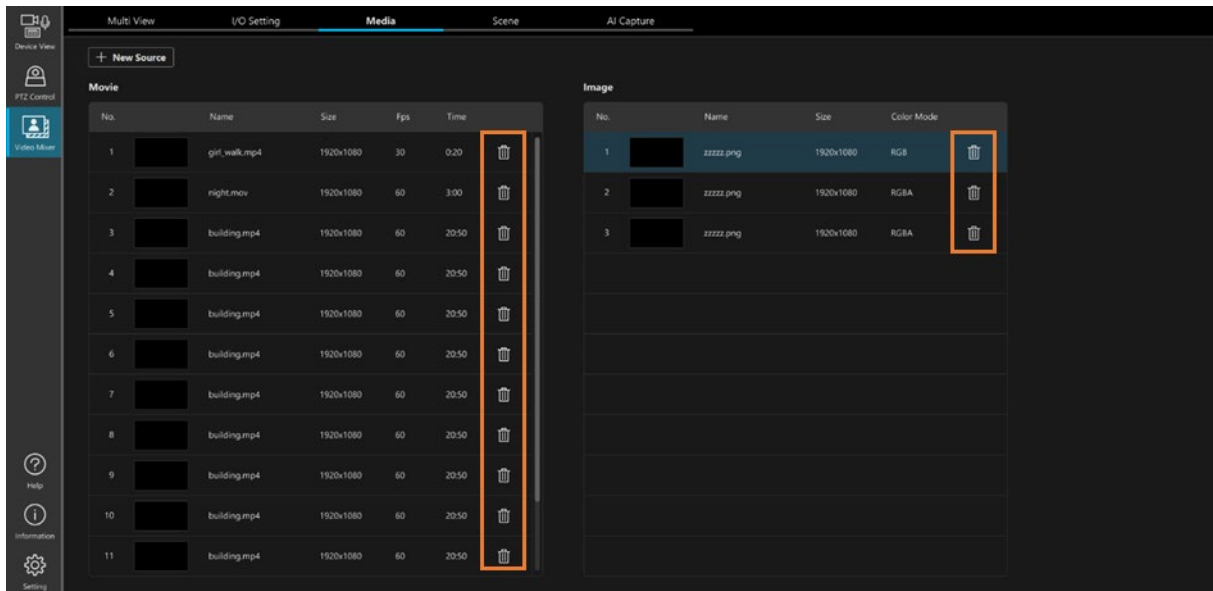 Multi View I/O Setting Media Scene AI Capture
Device View
PTZ Control
Video Mixer
Help
Information
Setting
+ New Source
Movie
No. Name Size Fps Time
1 girl_walk.mp4 1920x1080 30 0:20
2 night.mov 1920x1080 60 3:00
3 building.mp4 1920x1080 60 20:50
4 building.mp4 1920x1080 60 20:50
5 building.mp4 1920x1080 60 20:50
6 building.mp4 1920x1080 60 20:50
7 building.mp4 1920x1080 60 20:50
8 building.mp4 1920x1080 60 20:50
9 building.mp4 1920x1080 60 20:50
10 building.mp4 1920x1080 60 20:50
11 building.mp4 1920x1080 60 20:50
Image
No. Name Size Color Mode
1 zzzzz.png 1920x1080 RGB
2 zzzzz.png 1920x1080 RGBA
3 zzzzz.png 1920x1080 RGBA